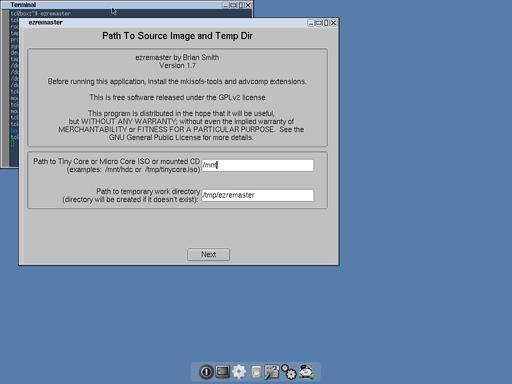 Terminal
tc@box:~$ ezremaster
ezremaster
Path To Source Image and Temp Dir
ezremaster by Brian Smith
Version 1.7
Before running this application, install the mkisofs-tools and advcomp extensions.
This is free software released under the GPLv2 license
This program is distributed in the hope that it will be useful,
but WITHOUT ANY WARRANTY; without even the implied warranty of
MERCHANTABILITY or FITNESS FOR A PARTICULAR PURPOSE. See the
GNU General Public License for more details.
Path to Tiny Core or Micro Core ISO or mounted CD
(examples: /mnt/hdc or /tmp/tinycore.iso)
/mnt
Path to temporary work directory
(directory will be created if it doesn't exist):
/tmp/ezremaster
Next